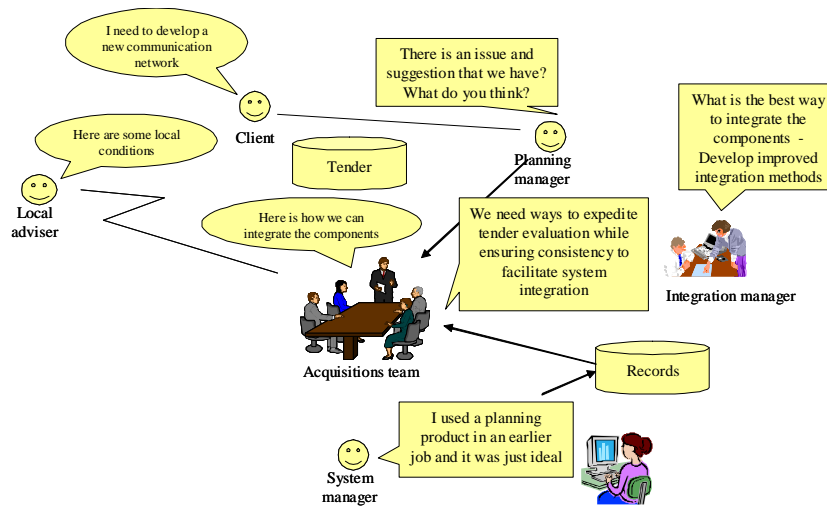 I need to develop a
new communication
network
There is an issue and
suggestion that we have?
What do you think?
What is the best way
to integrate the
components -
Develop improved
integration methods
Client
Here are some local
conditions
Tender
Planning
manager
Local
adviser
Here is how we can
integrate the components
We need ways to expedite
tender evaluation while
ensuring consistency to
facilitate system
integration
Integration manager
Acquisitions team
Records
I used a planning
product in an earlier
job and it was just ideal
System
manager